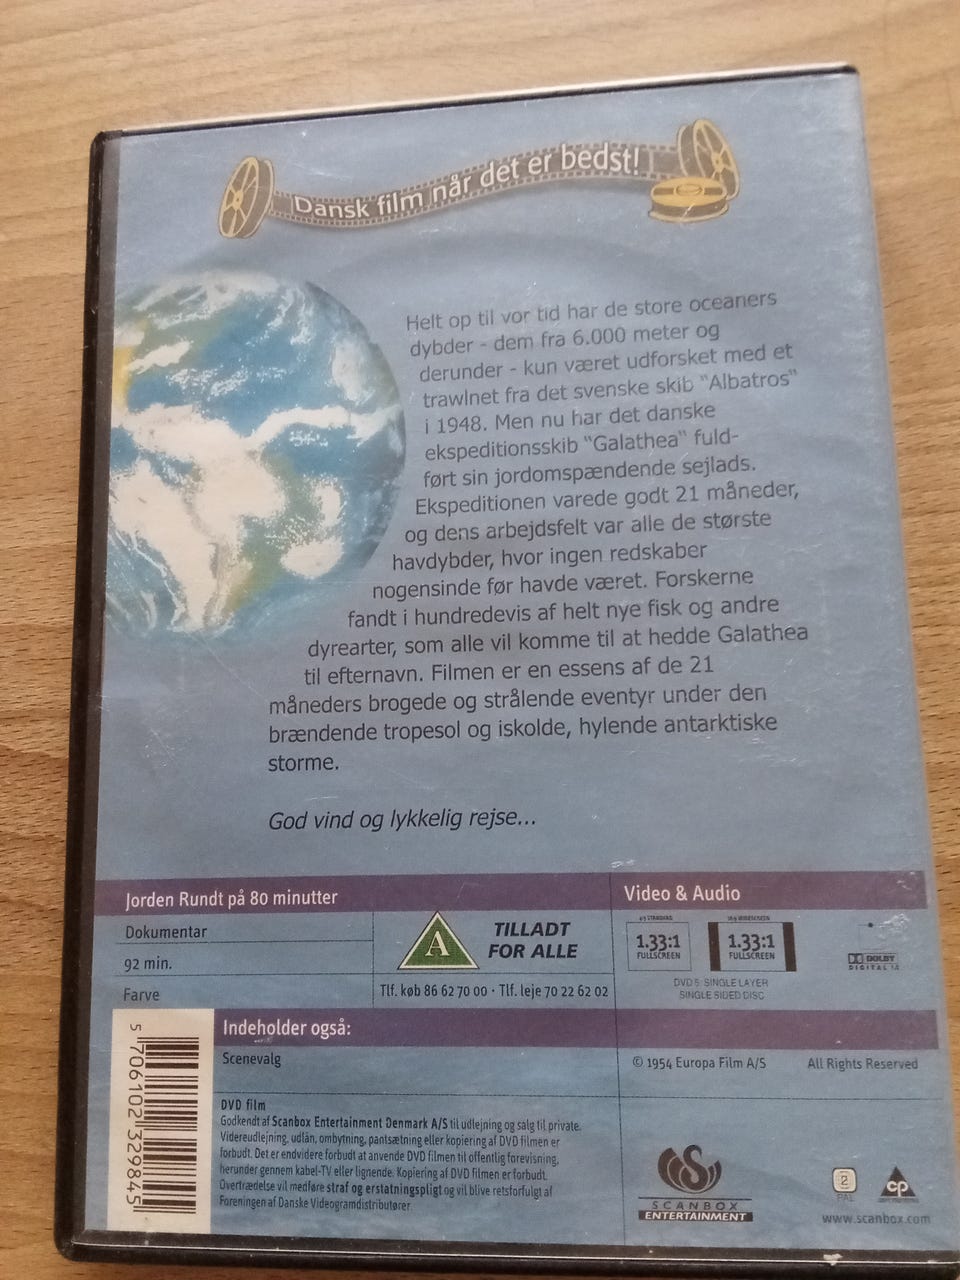 Dansk film når det er bedst!
Helt op til vor tid har de store oceaners
dybder - dem fra 6.000 meter og
derunder - kun været udforsket med et
trawlnet fra det svenske skib "Albatros"
i 1948. Men nu har det danske
ekspeditionsskib "Galathea" fuld-
ført sin jordomspændende sejlads.
Ekspeditionen varede godt 21 måneder,
og dens arbejdsfelt var alle de største
havdybder, hvor ingen redskaber
nogensinde før havde været. Forskerne
fandt i hundredevis af helt nye fisk og andre
dyrearter, som alle vil komme til at hedde Galathea
til efternavn. Filmen er en essens af de 21
måneders brogede og strålende eventyr under den
brændende tropesol og iskolde, hylende antarktiske
storme.
God vind og lykkelig rejse...
Jorden Rundt på 80 minutter
Dokumentar
92 min.
Farve
A
TILLADT
FOR ALLE
Tlf. køb 86 62 70 00 · Tlf. leje 70 22 62 02
Video & Audio
4:3 STANDARD
1.33:1
FULLSCREEN
16:9 WIDESCREEN
1.33:1
FULLSCREEN
DVD 5: SINGLE LAYER
SINGLE SIDED DISC
DOLBY
DIGITAL
Indeholder også:
Scenevalg
© 1954 Europa Film A/S
All Rights Reserved
DVD film
Godkendt af Scanbox Entertainment Denmark A/S til udlejning og salg til private.
Videreudlejning, udlån, ombytning, pantsætning eller kopiering af DVD filmen er
forbudt. Det er endvidere forbudt at anvende DVD filmen til offentlig forevisning,
herunder gennem kabel-TV eller lignende. Kopiering af DVD filmen er forbudt.
Overtrædelse vil medføre straf og erstatningspligt og vil blive retsforfulgt af
Foreningen af Danske Videogramdistributører.
5 706102 329845
SCANBOX
ENTERTAINMENT
2
PAL
CP
www.scanbox.com